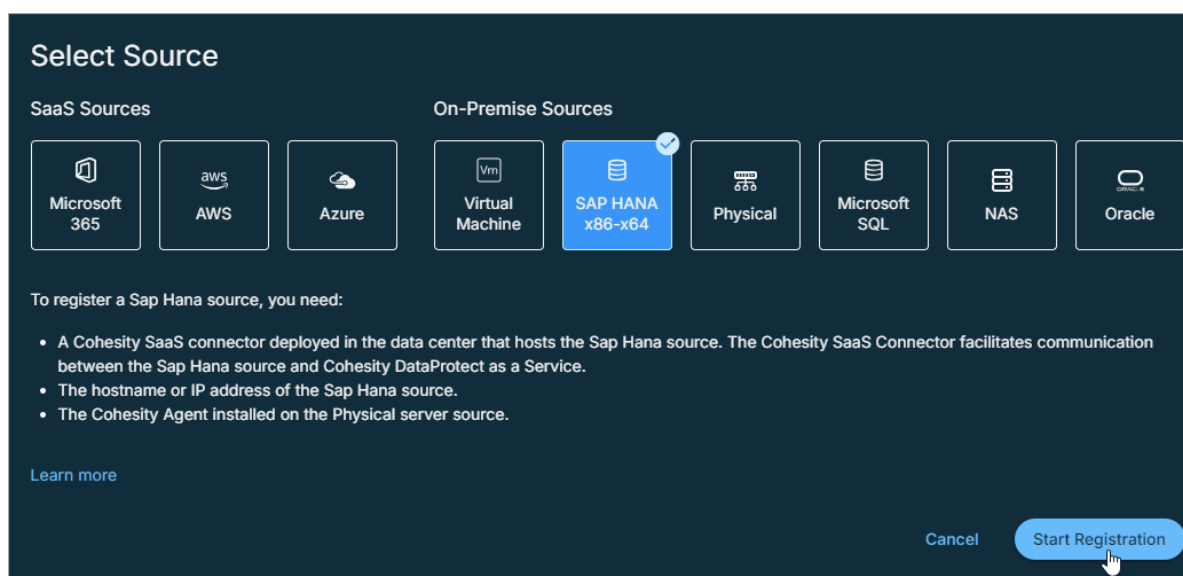 Select Source
SaaS Sources
On-Premise Sources
Microsoft
365
aws
AWS
Azure
Vm
Virtual
Machine
SAP HANA
x86-x64
Physical
Microsoft
SQL
NAS
ORACLE
Oracle
To register a Sap Hana source, you need:
• A Cohesity SaaS connector deployed in the data center that hosts the Sap Hana source. The Cohesity SaaS Connector facilitates communication
between the Sap Hana source and Cohesity DataProtect as a Service.
• The hostname or IP address of the Sap Hana source.
• The Cohesity Agent installed on the Physical server source.
Learn more
Cancel
Start Registration